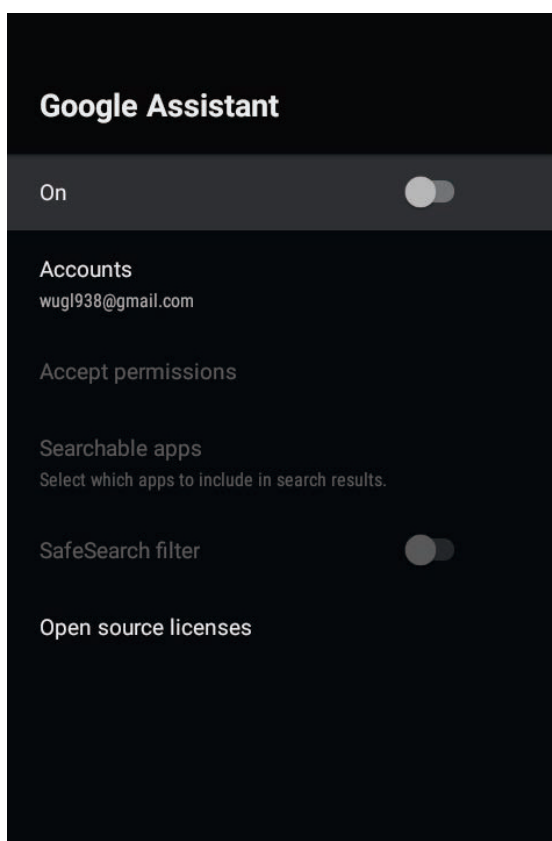 Google Assistant
On
Accounts
wugl938@gmail.com
Accept permissions
Searchable apps
Select which apps to include in search results.
SafeSearch filter
Open source licenses